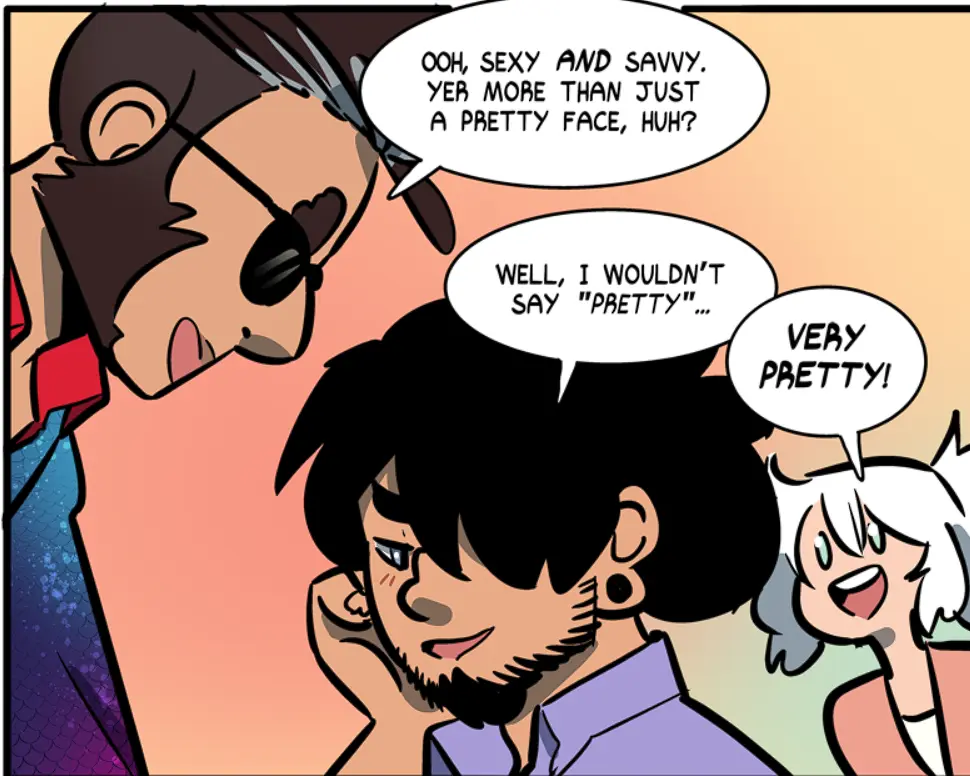 OOH, SEXY AND SAVVY.
YER MORE THAN JUST
A PRETTY FACE, HUH?
WELL, I WOULDN'T
SAY "PRETTY"...
VERY
PRETTY!